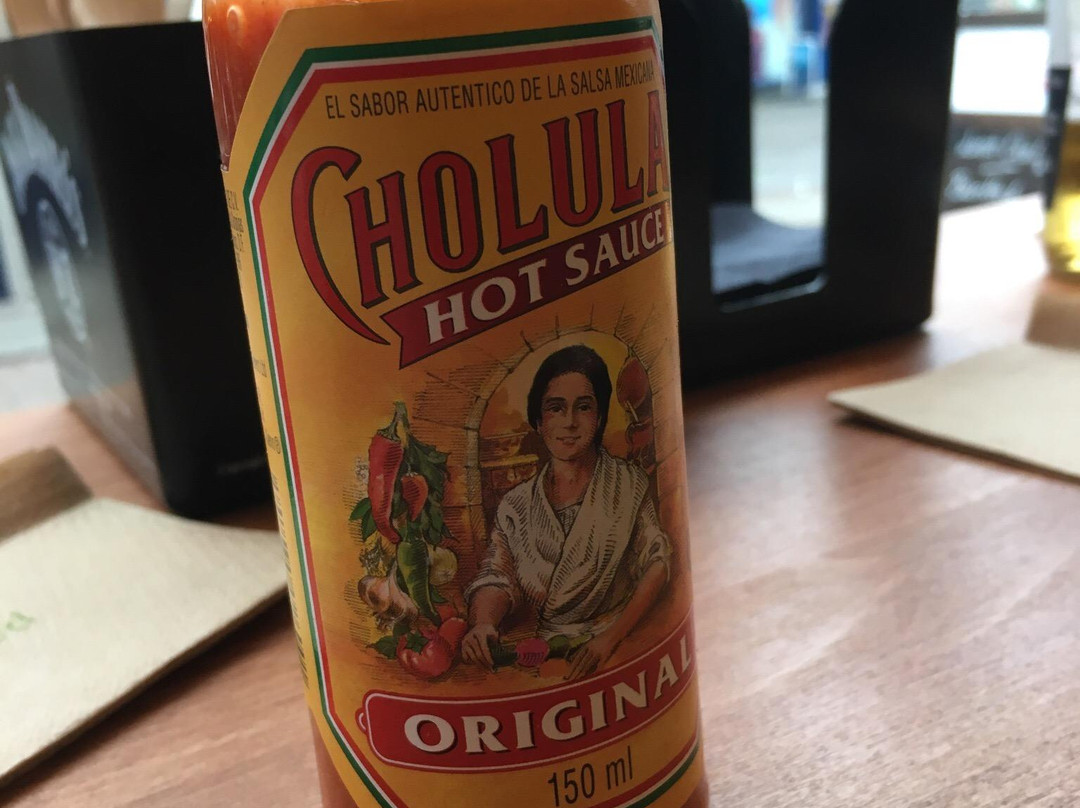 EL SABOR AUTENTICO DE LA SALSA MEXICANA
CHOLULA
HOT SAUCE
ORIGINAL
150 ml